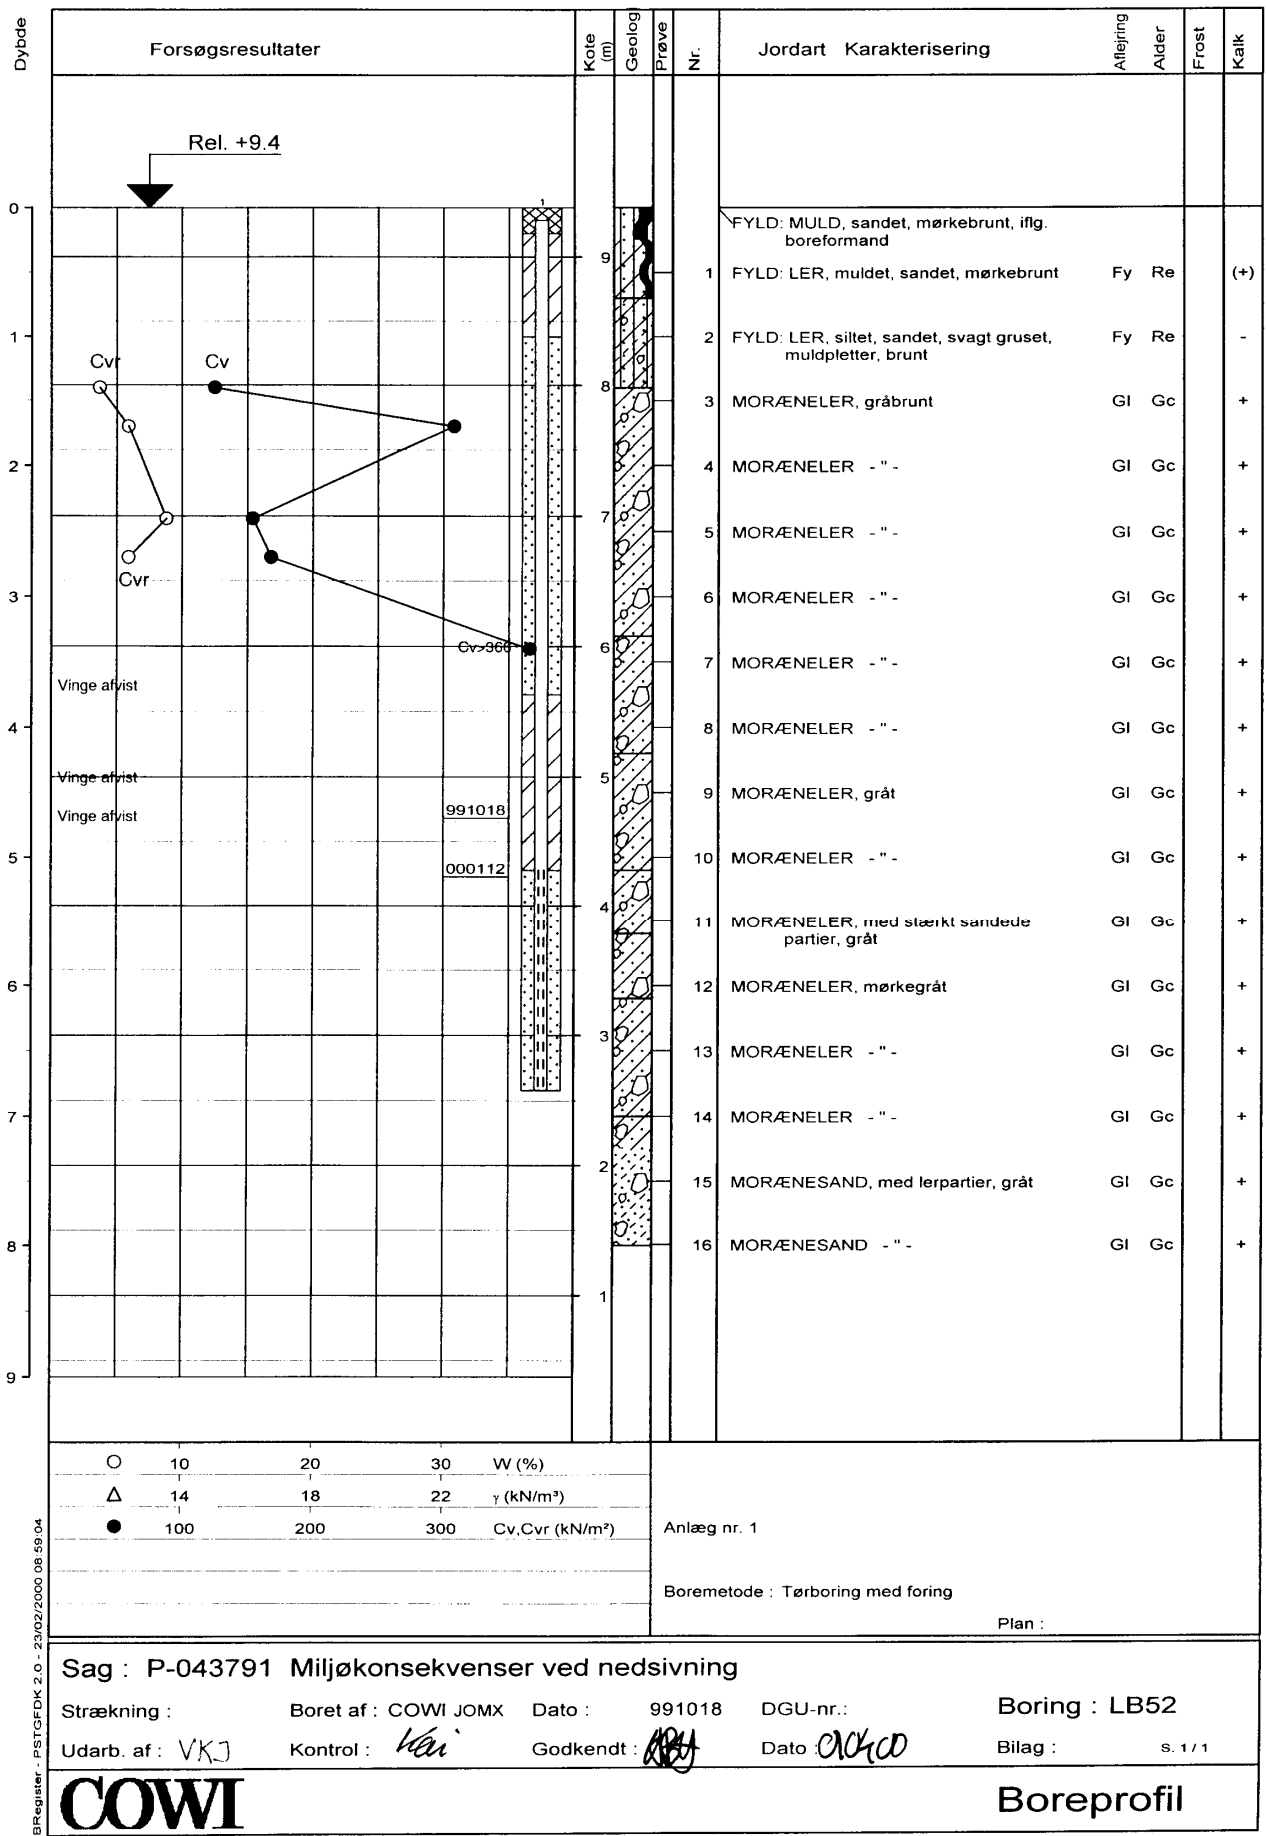 Dybde
Forsøgsresultater
Kote (m)
Geologi
Prøve
Nr.
Jordart Karakterisering
Aflejring
Alder
Frost
Kalk
Rel. +9.4
0
1
FYLD: MULD, sandet, mørkebrunt, iflg.
boreformand
9
1 FYLD: LER, muldet, sandet, mørkebrunt Fy Re (+)
1
2 FYLD: LER, siltet, sandet, svagt gruset, Fy Re -
muldpletter, brunt
Cvr Cv
8
3 MORÆNELER, gråbrunt Gl Gc +
2
4 MORÆNELER - " - Gl Gc +
7
5 MORÆNELER - " - Gl Gc +
Cvr
3
6 MORÆNELER - " - Gl Gc +
Cv>366
6
7 MORÆNELER - " - Gl Gc +
Vinge afvist
4
8 MORÆNELER - " - Gl Gc +
Vinge afvist
5
9 MORÆNELER, gråt Gl Gc +
991018
Vinge afvist
5
10 MORÆNELER - " - Gl Gc +
000112
4
11 MORÆNELER, med stærkt sandede Gl Gc +
partier, gråt
6
12 MORÆNELER, mørkegråt Gl Gc +
3
13 MORÆNELER - " - Gl Gc +
7
14 MORÆNELER - " - Gl Gc +
2
15 MORÆNESAND, med lerpartier, gråt Gl Gc +
8
16 MORÆNESAND - " - Gl Gc +
1
9
10 20 30 W (%)
14 18 22 γ (kN/m³)
100 200 300 Cv,Cvr (kN/m²)
Anlæg nr. 1
Boremetode : Tørboring med foring
Plan :
BRegister - PSTGFDK 2.0 - 23/02/2000 08:59:04
Sag : P-043791 Miljøkonsekvenser ved nedsivning
Strækning : Boret af : COWI JOMX Dato : 991018 DGU-nr.: Boring : LB52
Udarb. af : VKJ Kontrol : Godkendt : Dato : Bilag : S. 1 / 1
COWI
Boreprofil